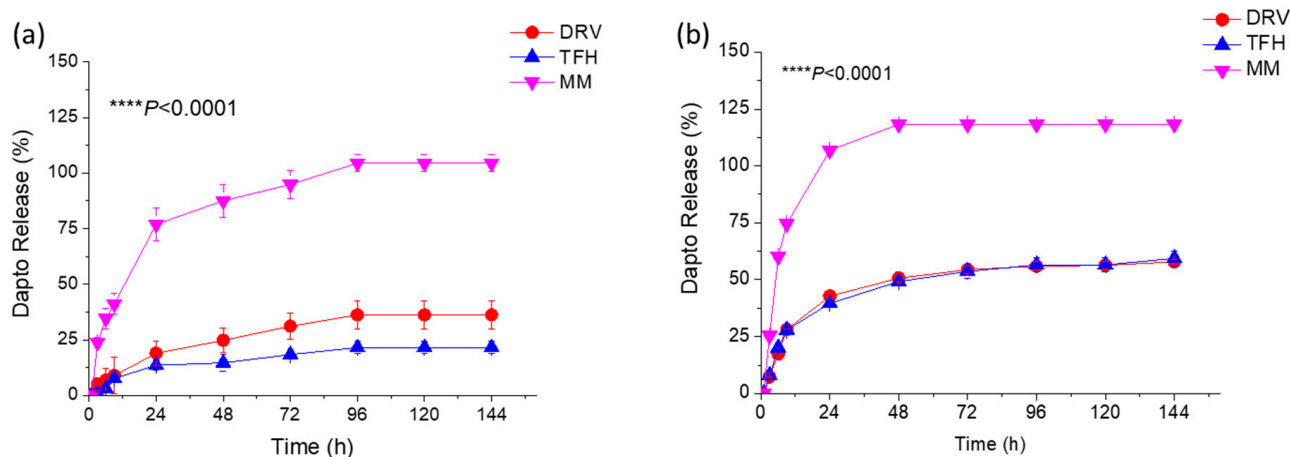 (a)
DRV
TFH
MM
150
125
100
75
50
25
0
****P<0.0001
Dapto Release (%)
0 24 48 72 96 120 144
Time (h)
(b)
DRV
TFH
MM
150
125
100
75
50
25
0
****P<0.0001
Dapto Release (%)
0 24 48 72 96 120 144
Time (h)